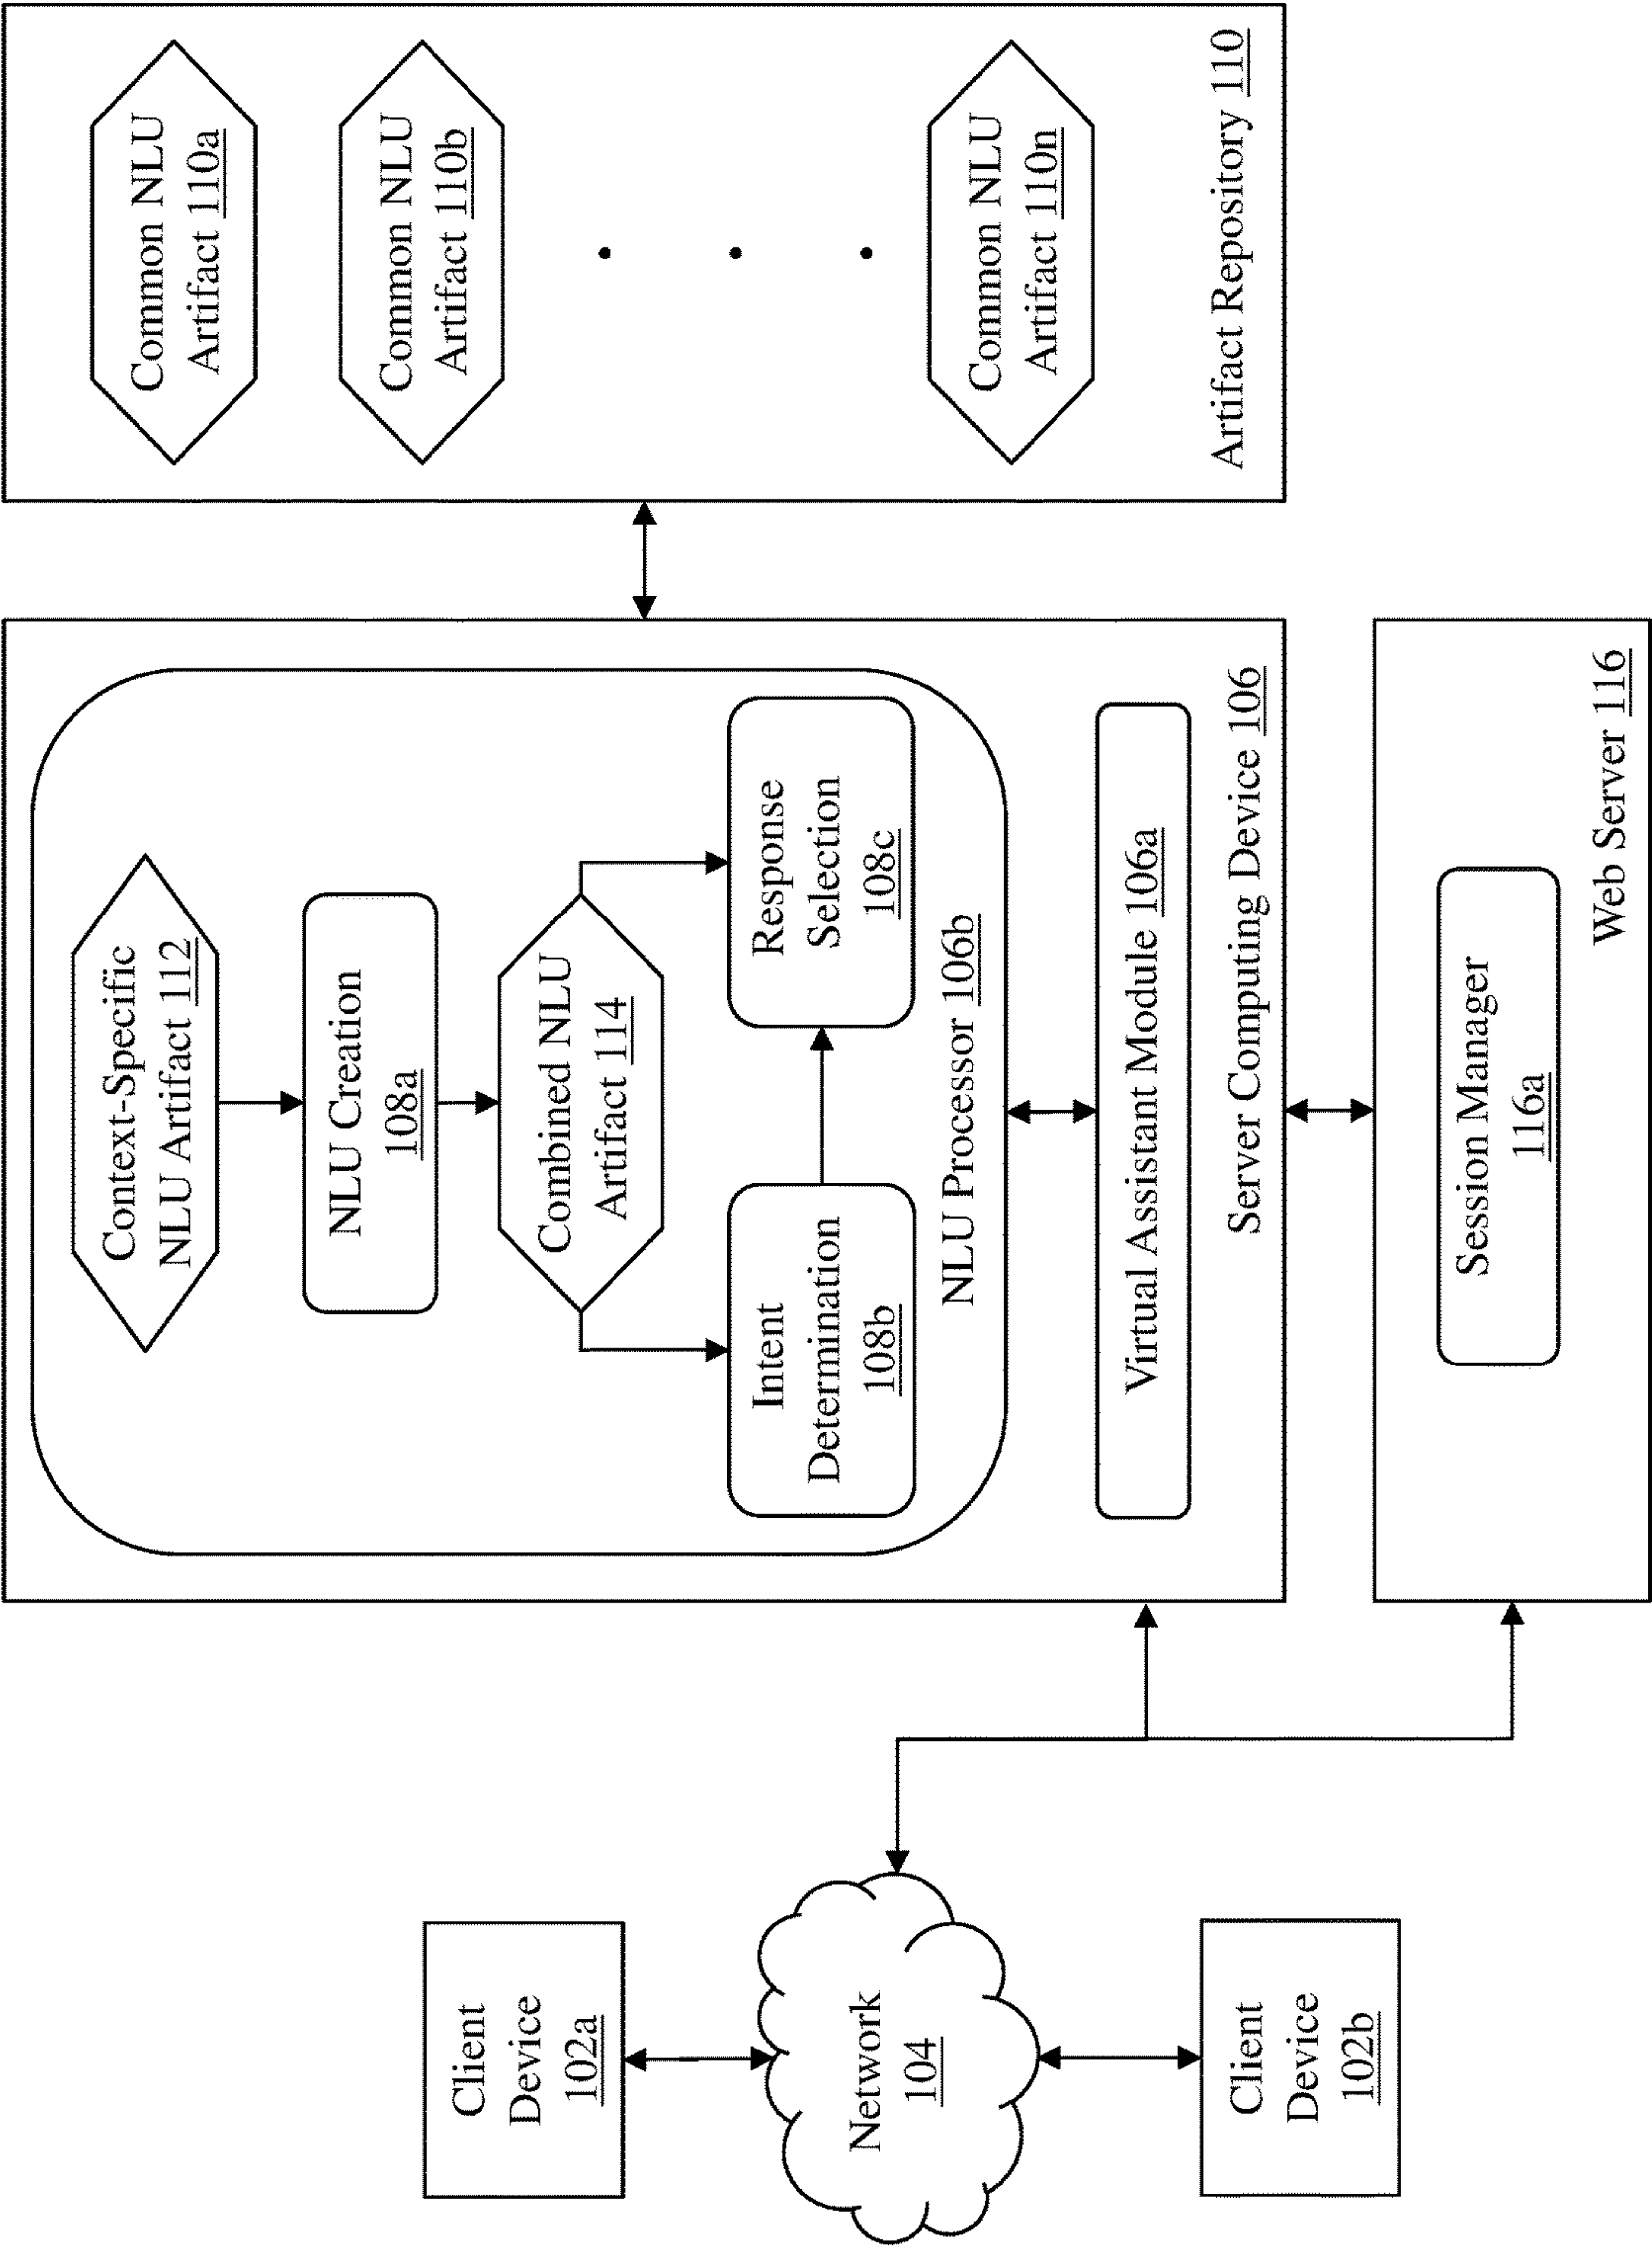 Client
Device
102a
Network
104
Client
Device
102b
Context-Specific
NLU Artifact 112
NLU Creation
108a
Combined NLU
Artifact 114
Intent
Determination
108b
Response
Selection
108c
NLU Processor 106b
Virtual Assistant Module 106a
Server Computing Device 106
Session Manager
116a
Web Server 116
Common NLU
Artifact 110a
Common NLU
Artifact 110b
Common NLU
Artifact 110n
Artifact Repository 110